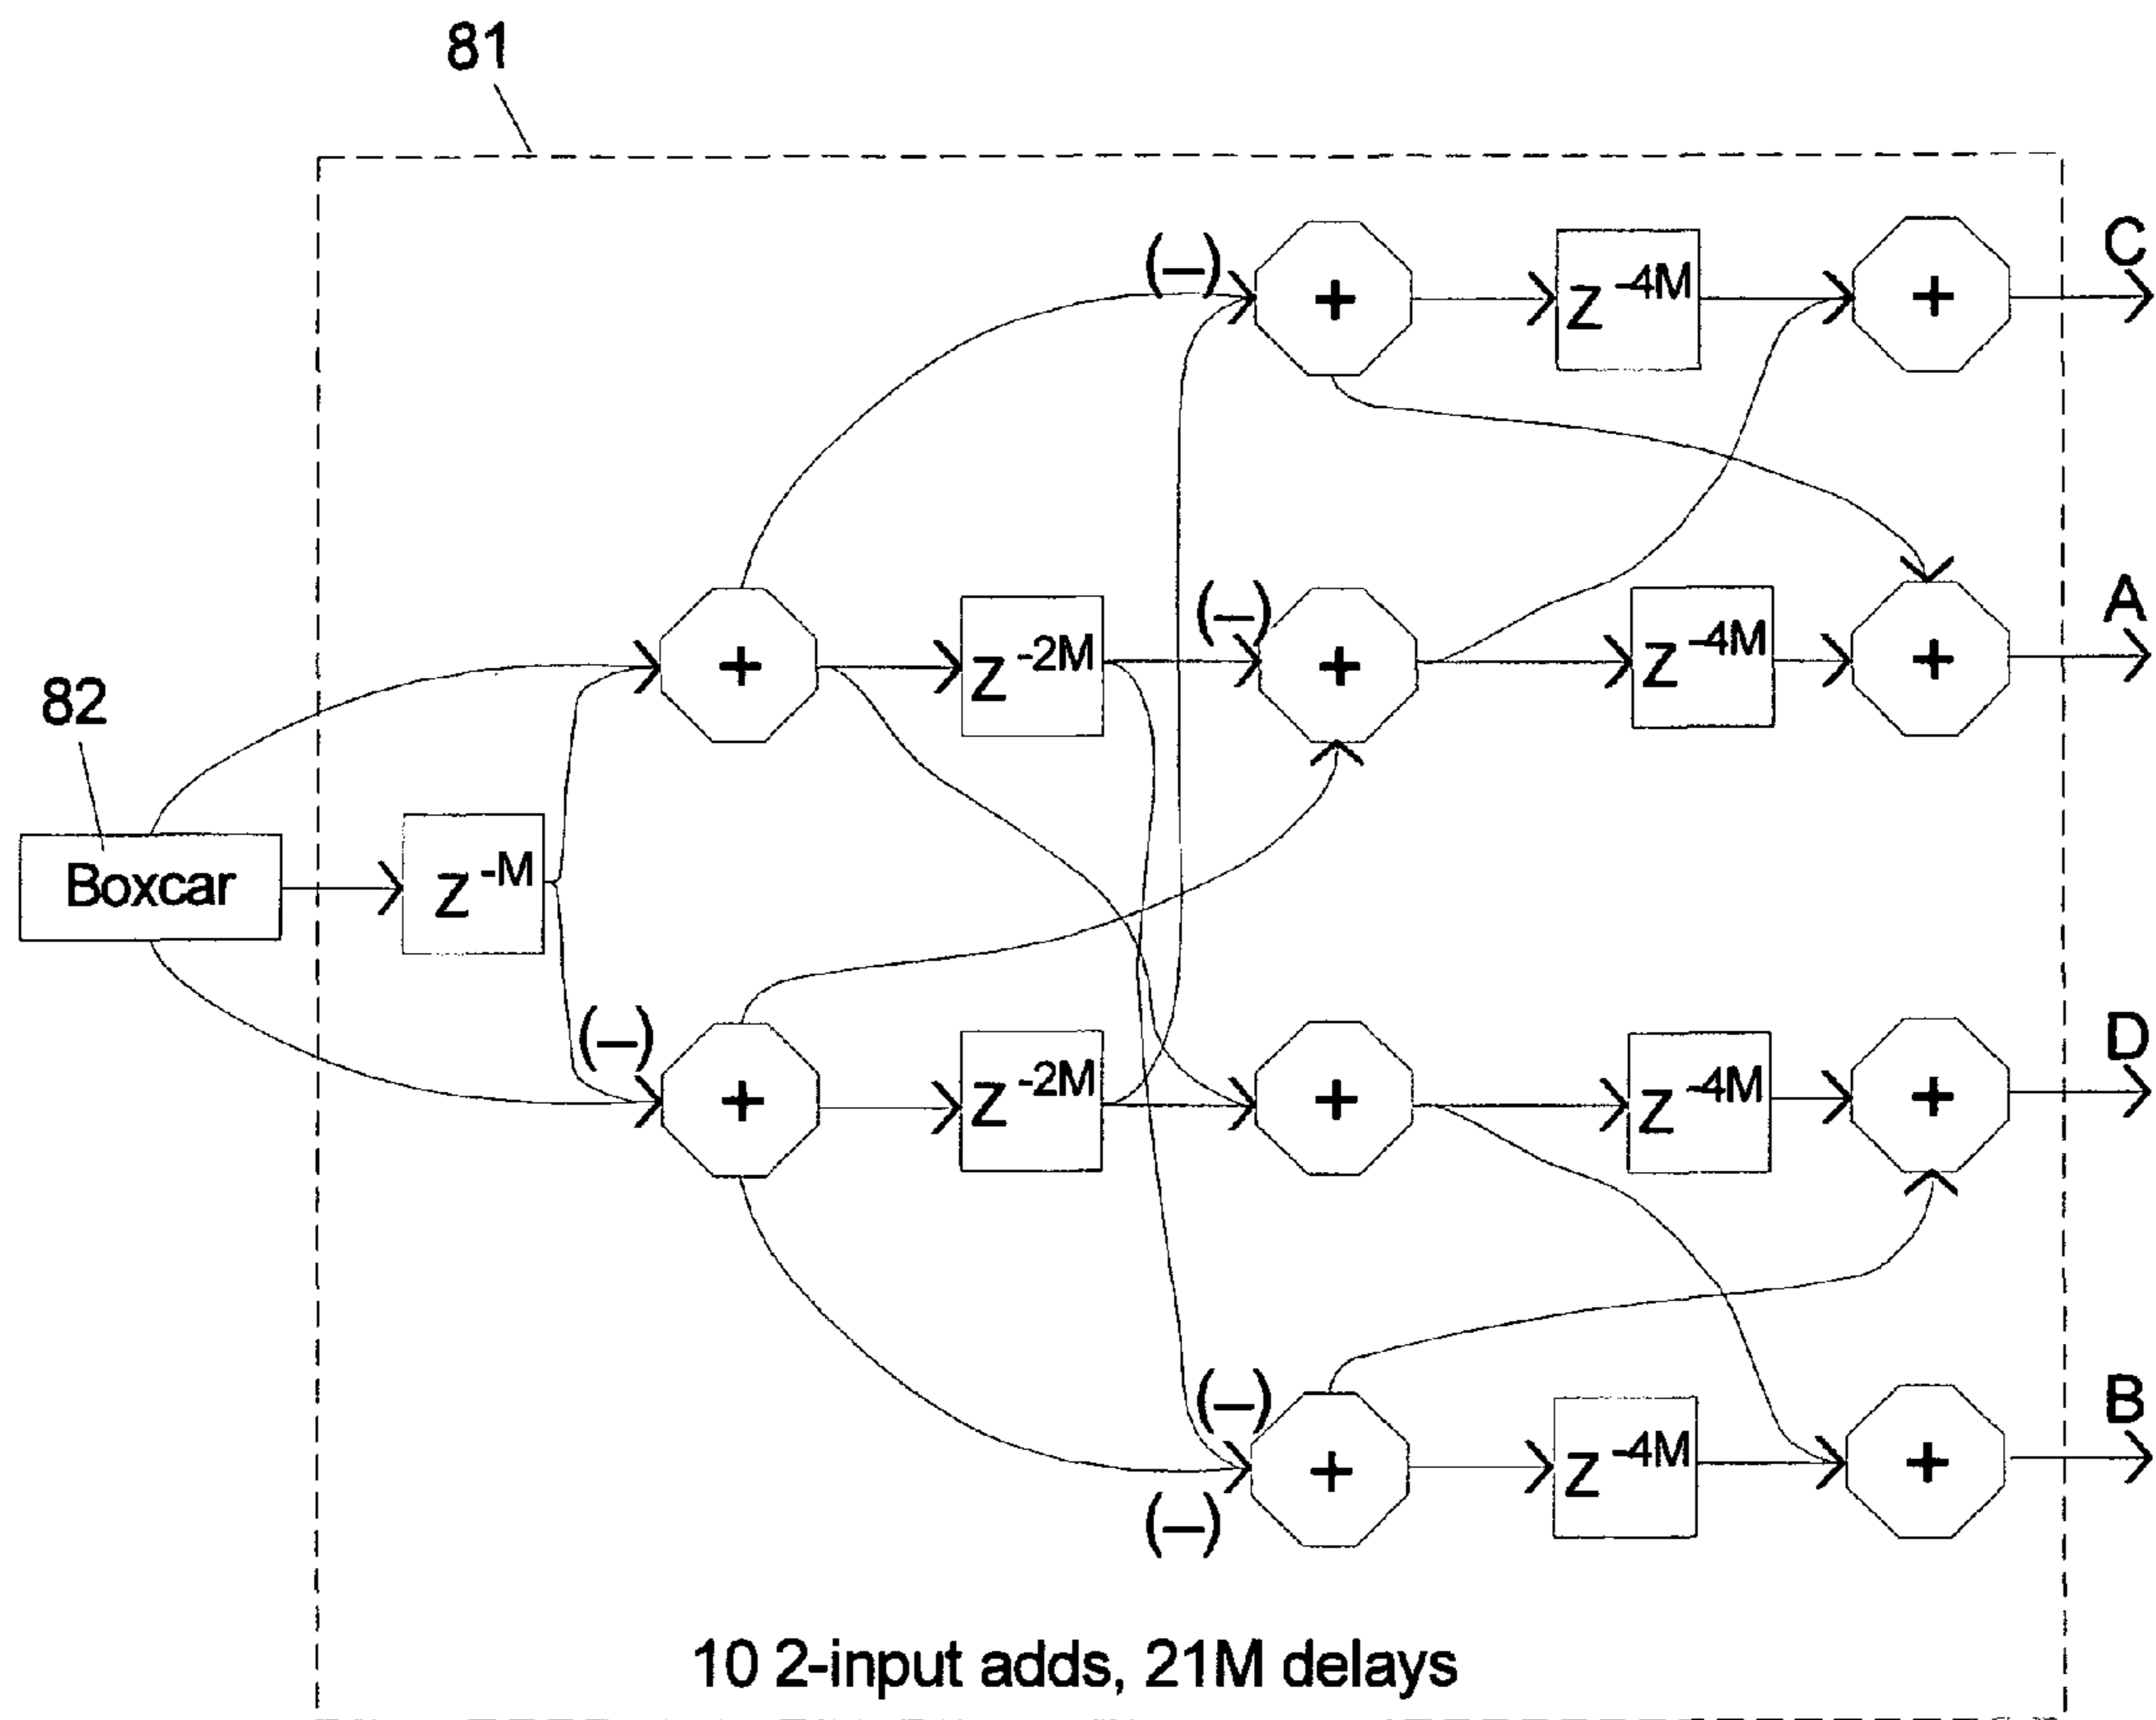 81
(–)
+
z^-4M
+
C
(–)
+
z^-2M
+
z^-4M
+
A
82
Boxcar
z^-M
(–)
+
z^-2M
+
z^-4M
+
D
(–)
+
z^-4M
+
B
(–)
10 2-input adds, 21M delays